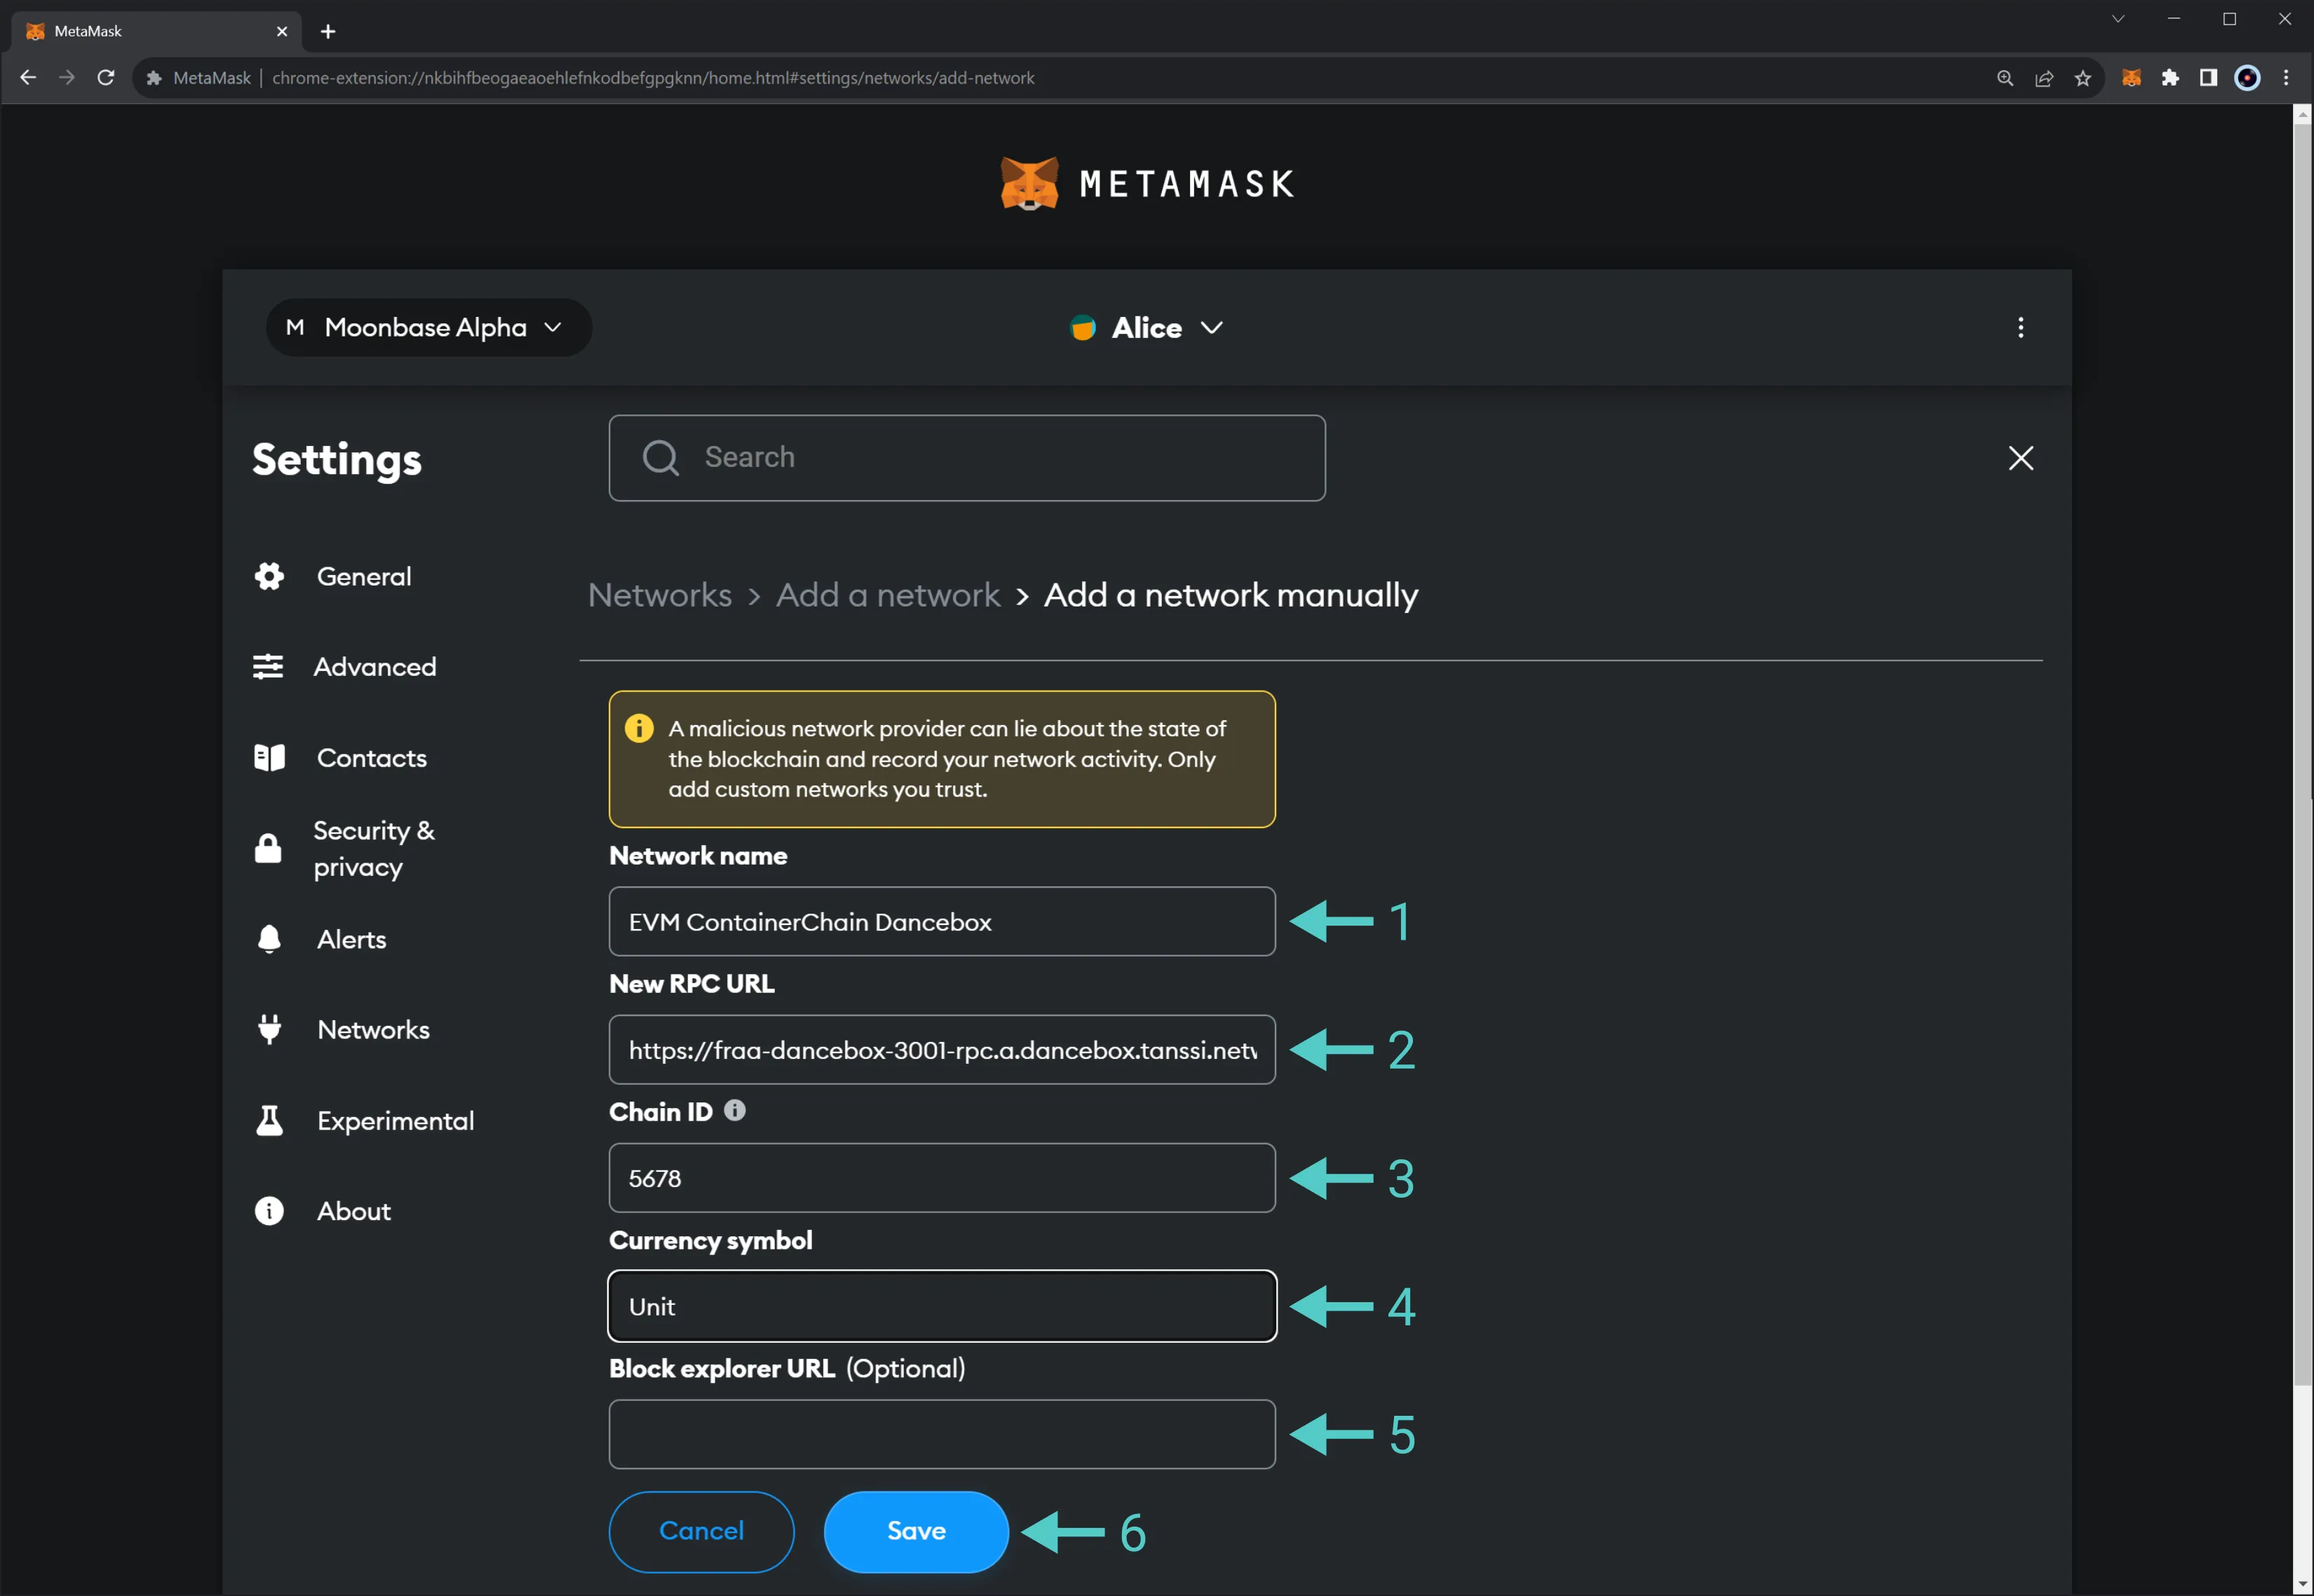 MetaMask
MetaMask | chrome-extension://nkbihfbeogaeaoehlefnkodbefgpgknn/home.html#settings/networks/add-network
METAMASK
M Moonbase Alpha
Alice
Settings
Search
General
Advanced
Contacts
Security &
privacy
Alerts
Networks
Experimental
About
Networks > Add a network > Add a network manually
A malicious network provider can lie about the state of
the blockchain and record your network activity. Only
add custom networks you trust.
Network name
EVM ContainerChain Dancebox
1
New RPC URL
https://fraa-dancebox-3001-rpc.a.dancebox.tanssi.netw
2
Chain ID
5678
3
Currency symbol
Unit
4
Block explorer URL (Optional)
5
Cancel
Save
6